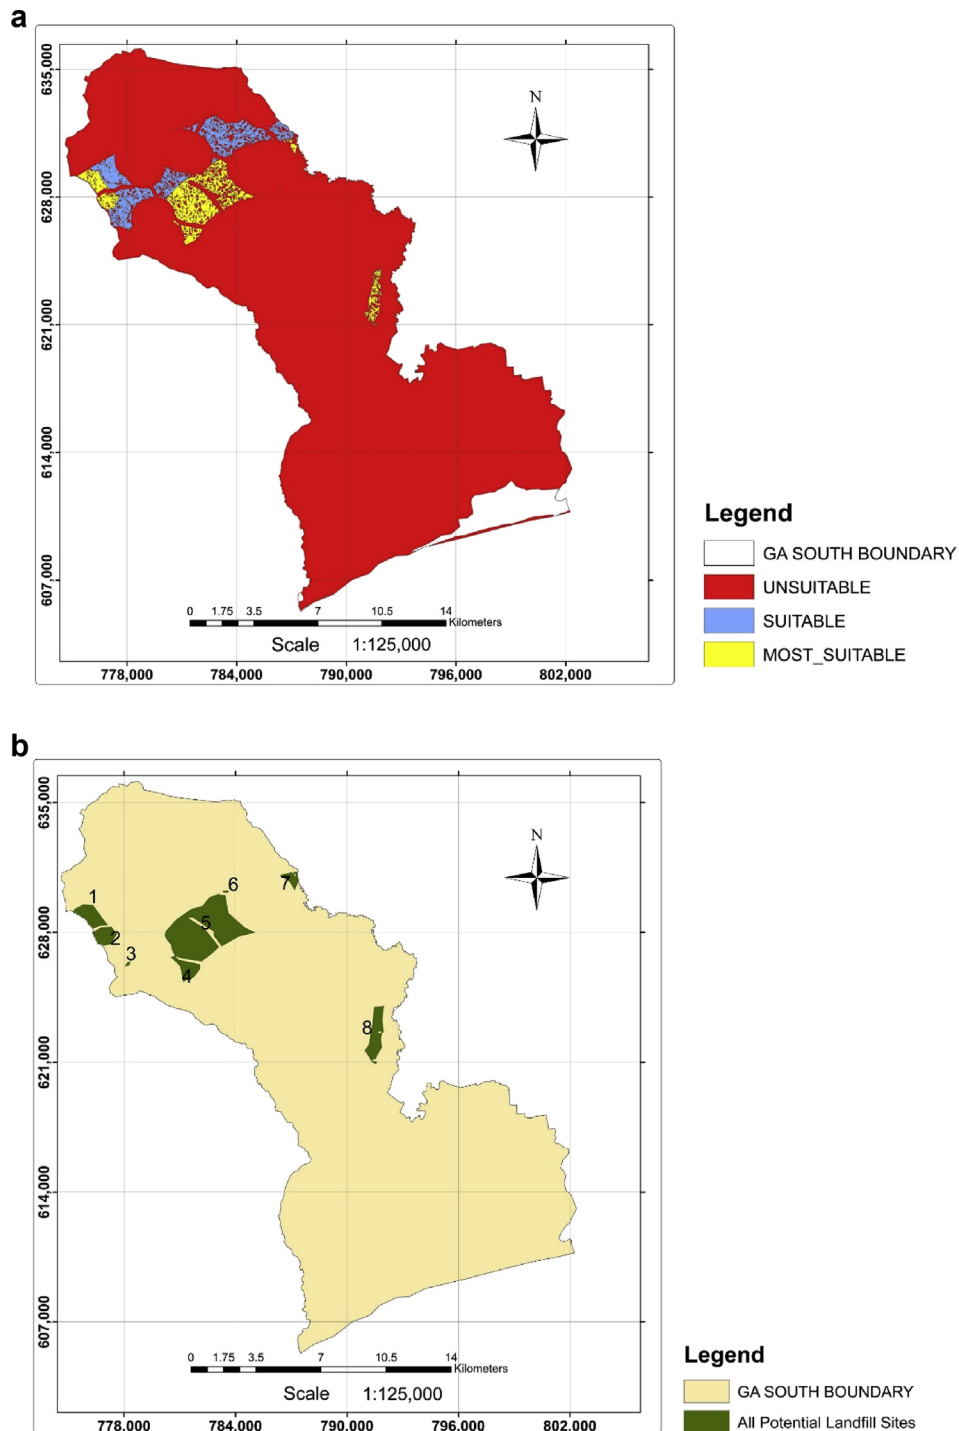 a
635,000
628,000
621,000
614,000
607,000
N
0 1.75 3.5 7 10.5 14
Kilometers
Scale 1:125,000
778,000 784,000 790,000 796,000 802,000
Legend
GA SOUTH BOUNDARY
UNSUITABLE
SUITABLE
MOST_SUITABLE
b
635,000
628,000
621,000
614,000
607,000
N
1
2
3
4
5
6
7
8
0 1.75 3.5 7 10.5 14
Kilometers
Scale 1:125,000
778,000 784,000 790,000 796,000 802,000
Legend
GA SOUTH BOUNDARY
All Potential Landfill Sites